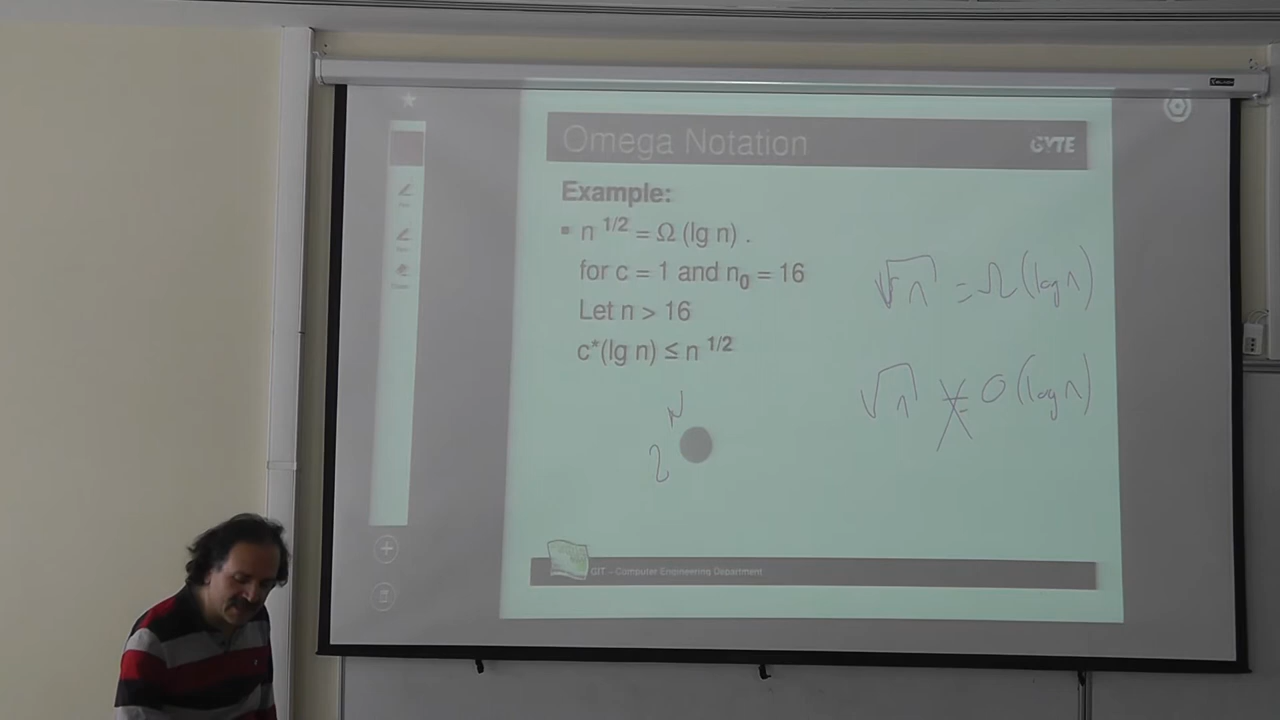 Omega Notation
GYTE
Example:
▪ n 1/2 = Ω (lg n) .
for c = 1 and n0 = 16
Let n > 16
c*(lg n) ≤ n 1/2
√n = Ω (log n)
√n ≠ O (log n)
2
GIT – Computer Engineering Department